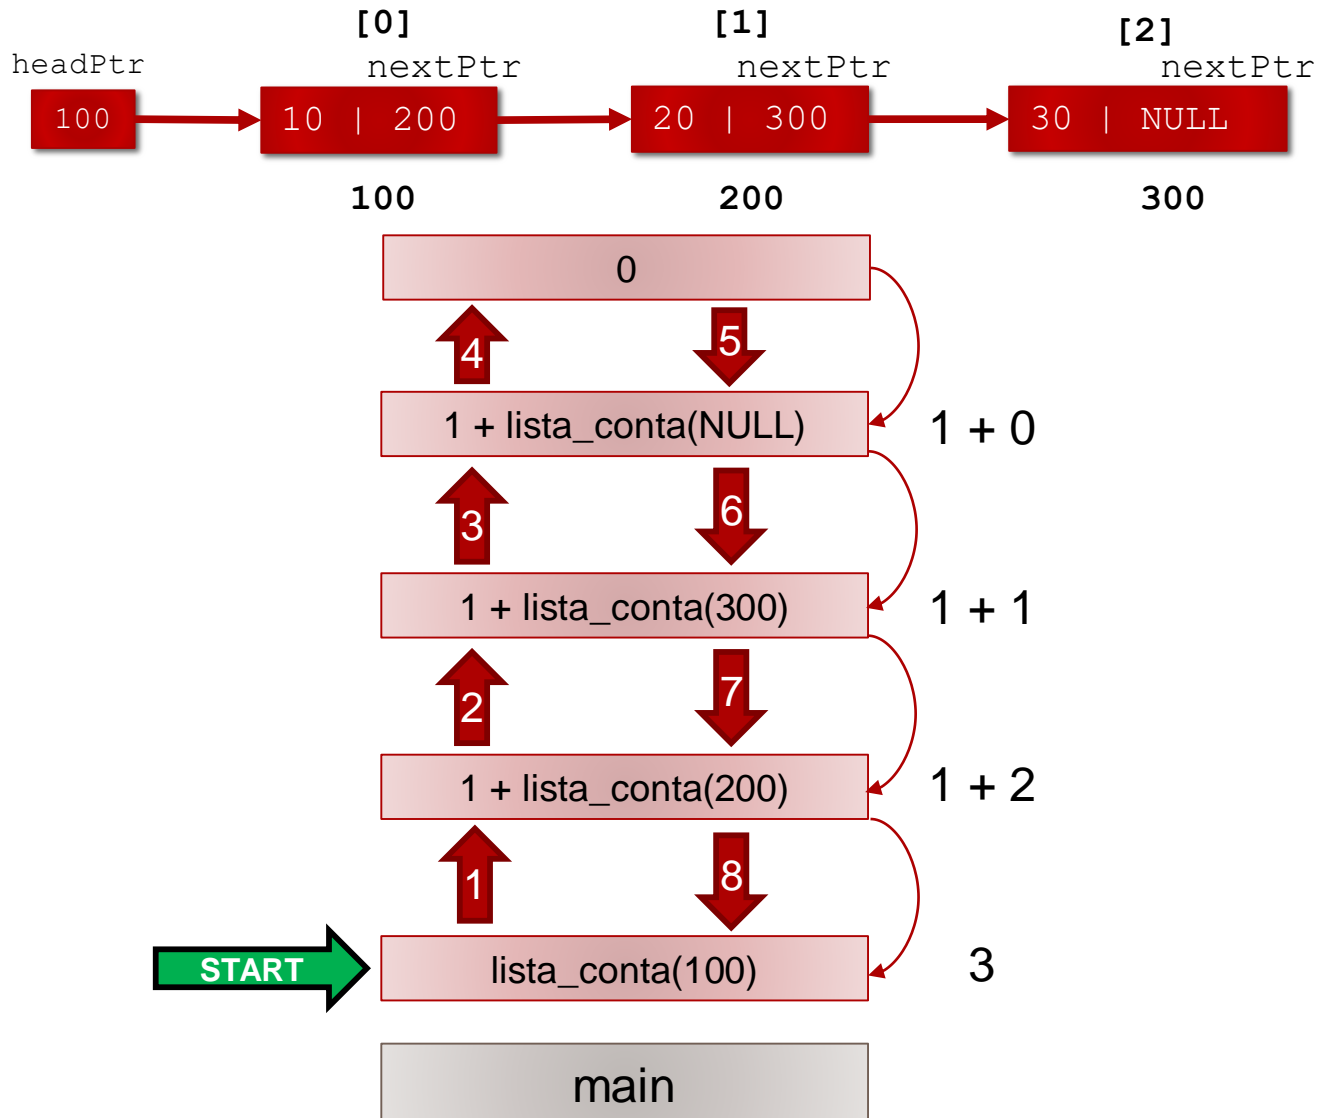 [0] [1] [2]
headPtr nextPtr nextPtr nextPtr
100 10 | 200 20 | 300 30 | NULL
100 200 300
0
4 5
1 + lista_conta(NULL) 1 + 0
3 6
1 + lista_conta(300) 1 + 1
2 7
1 + lista_conta(200) 1 + 2
1 8
START lista_conta(100) 3
main